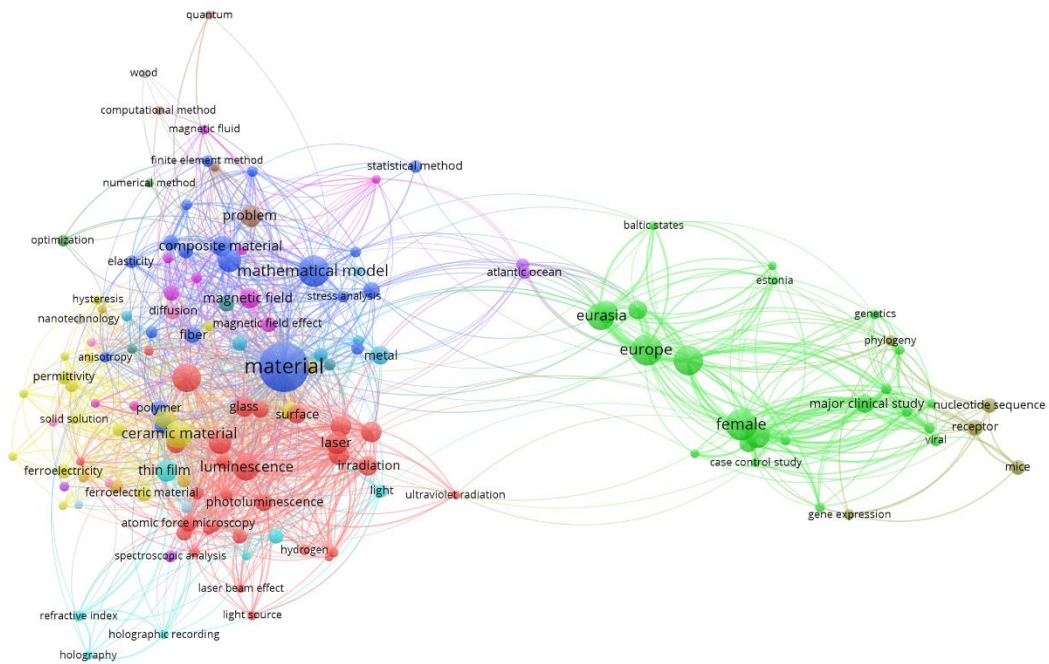 quantum
wood
computational method
magnetic fluid
finite element method
statistical method
numerical method
problem
baltic states
optimization
composite material
elasticity
mathematical model
atlantic ocean
estonia
hysteresis
magnetic field
stress analysis
diffusion
nanotechnology
magnetic field effect
eurasia
genetics
fiber
phylogeny
anisotropy
metal
europe
material
permittivity
polymer
glass
surface
major clinical study
nucleotide sequence
solid solution
ceramic material
laser
female
receptor
viral
ferroelectricity
thin film
luminescence
irradiation
case control study
mice
ferroelectric material
light
ultraviolet radiation
photoluminescence
gene expression
atomic force microscopy
spectroscopic analysis
hydrogen
laser beam effect
refractive index
light source
holographic recording
holography